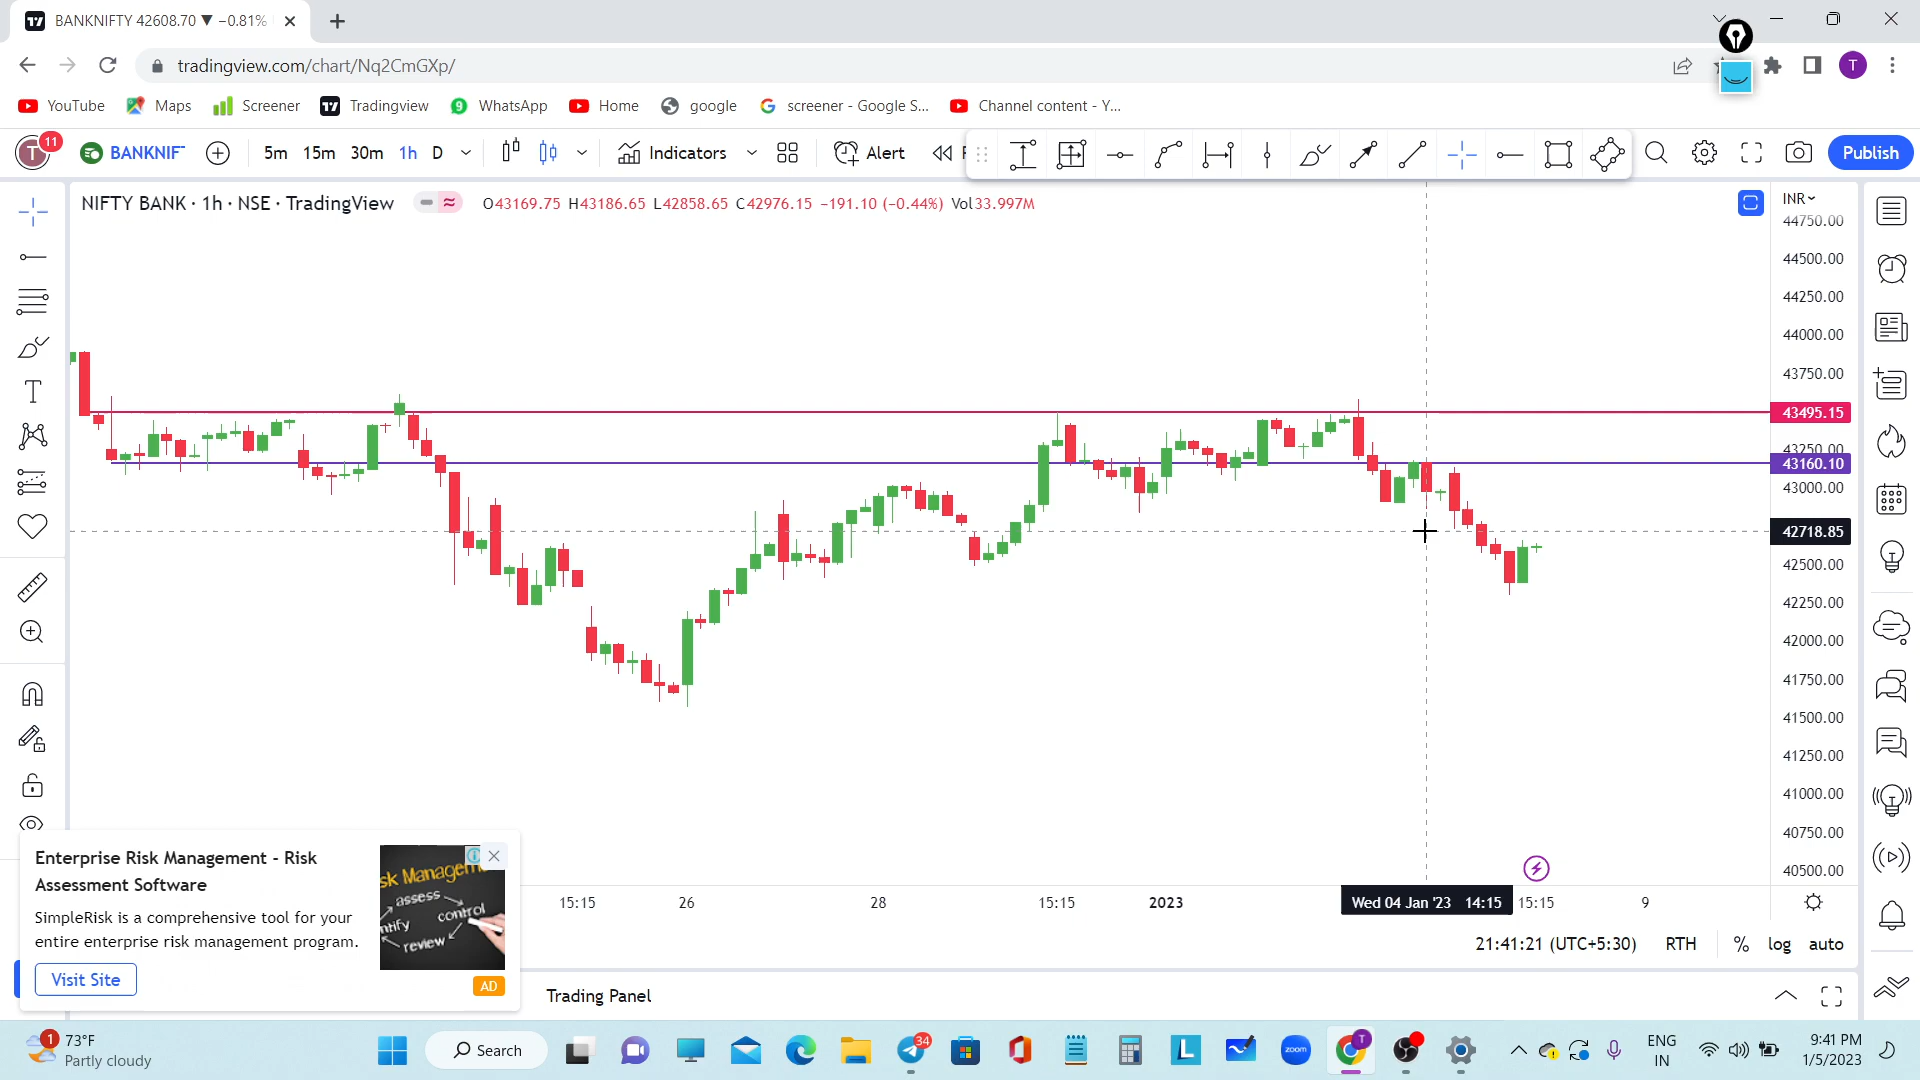 BANKNIFTY 42608.70 ▼ −0.81%
tradingview.com/chart/Nq2CmGXp/
T
YouTube
Maps
Screener
Tradingview
9 WhatsApp
Home
google
screener - Google S...
Channel content - Y...
T 11
BANKNIF
5m 15m 30m 1h D
Indicators
Alert
Publish
NIFTY BANK · 1h · NSE · TradingView
O43169.75 H43186.65 L42858.65 C42976.15 −191.10 (−0.44%) Vol33.997M
INR
44750.00
44500.00
44250.00
44000.00
43750.00
43495.15
43250.00
43160.10
43000.00
42718.85
42500.00
42250.00
42000.00
41750.00
41500.00
41250.00
41000.00
40750.00
40500.00
15:15
26
28
15:15
2023
Wed 04 Jan '23 14:15
15:15
9
21:41:21 (UTC+5:30)
RTH
%
log
auto
Enterprise Risk Management - Risk
Assessment Software
SimpleRisk is a comprehensive tool for your
entire enterprise risk management program.
Visit Site
assess
control
review
AD
Trading Panel
1
73°F
Partly cloudy
Search
34
L
zoom
T
ENG
IN
9:41 PM
1/5/2023